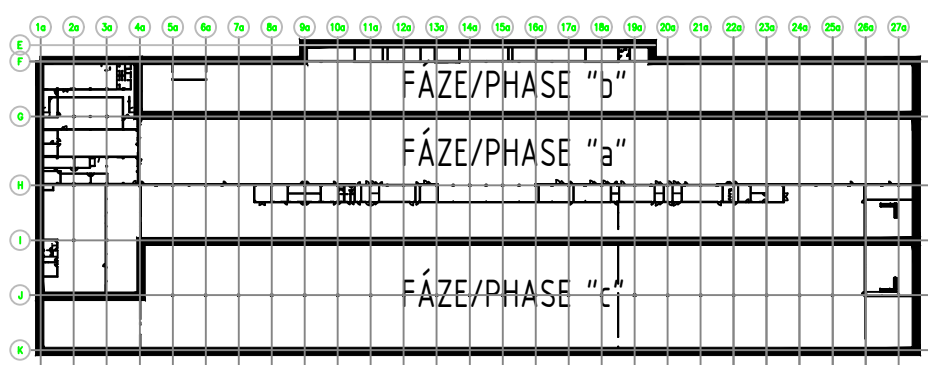 1a 2a 3a 4a 5a 6a 7a 8a 9a 10a 11a 12a 13a 14a 15a 16a 17a 18a 19a 20a 21a 22a 23a 24a 25a 26a 27a
E
F
FÁZE/PHASE "b"
G
FÁZE/PHASE "a"
H
I
FÁZE/PHASE "c"
J
K